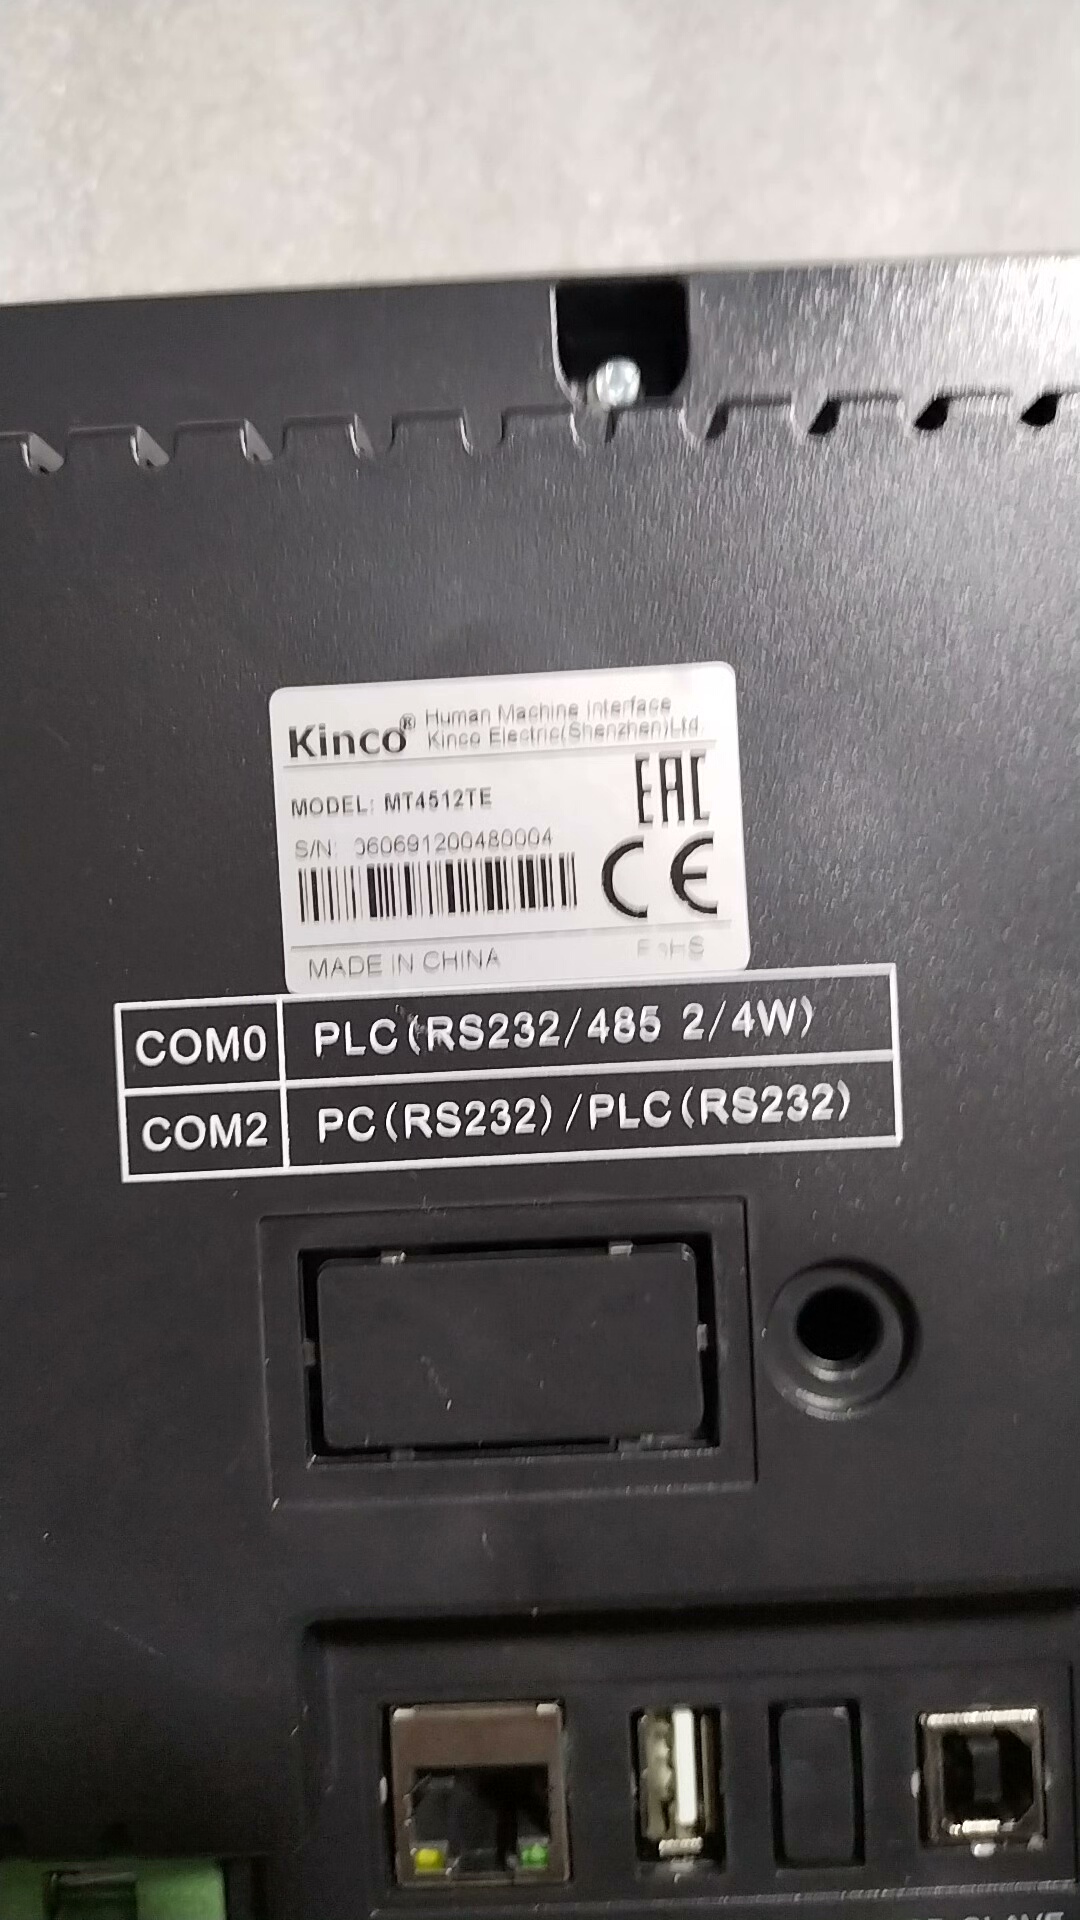 Kinco® Human Machine Interface
Kinco Electric(Shenzhen)Ltd.
MODEL: MT4512TE
EAC
S/N: 060691200480004
CE
MADE IN CHINA RoHS
COM0 PLC(RS232/485 2/4W)
COM2 PC(RS232)/PLC(RS232)